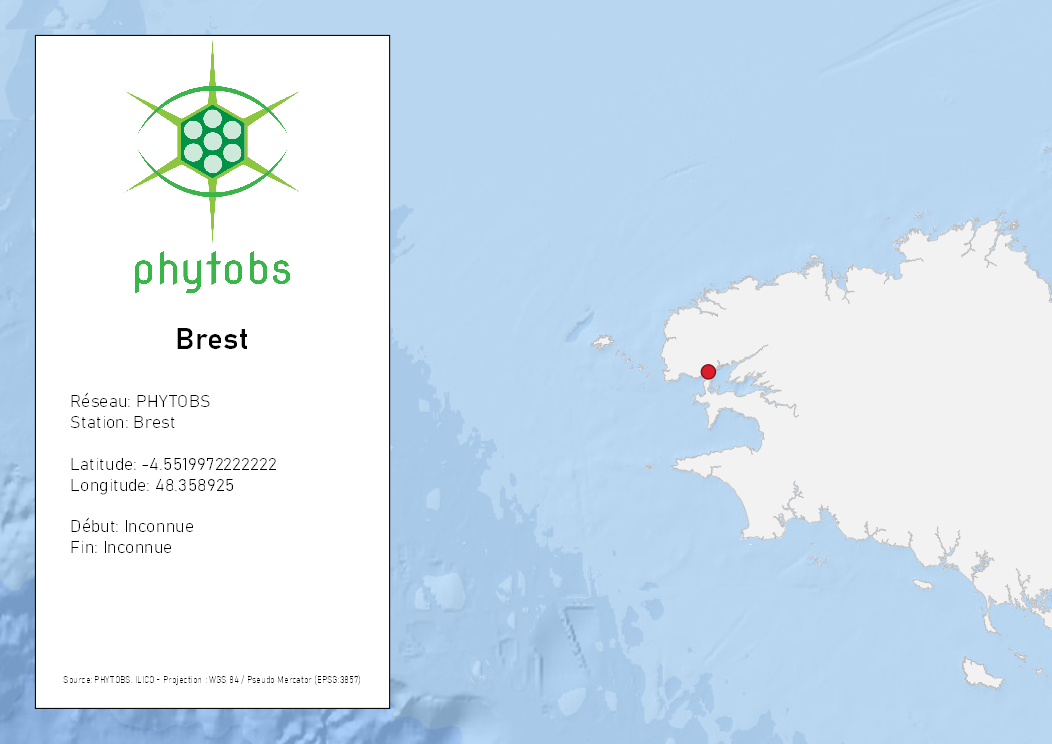 phytobs
Brest
Réseau: PHYTOBS
Station: Brest
Latitude: -4.5519972222222
Longitude: 48.358925
Début: Inconnue
Fin: Inconnue
Source: PHYTOBS, ILICO - Projection : WGS 84 / Pseudo Mercator (EPSG:3857)